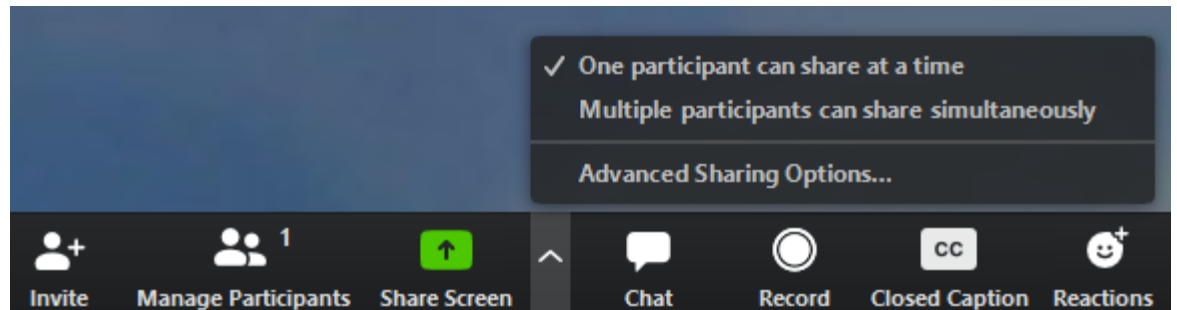 One participant can share at a time
Multiple participants can share simultaneously
Advanced Sharing Options...
1
CC
Invite Manage Participants Share Screen Chat Record Closed Caption Reactions